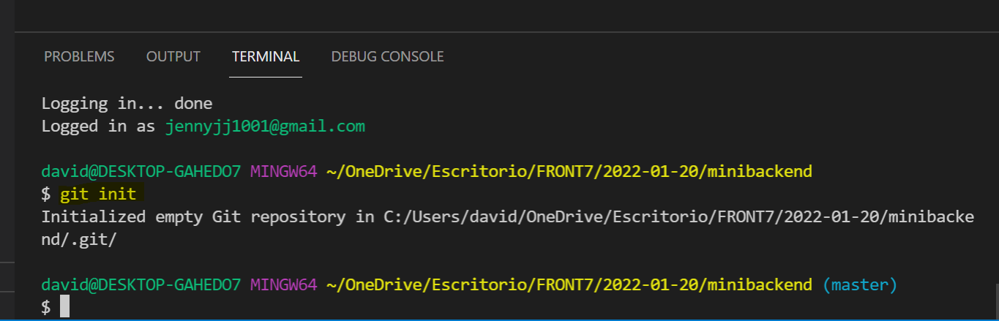 PROBLEMS OUTPUT TERMINAL DEBUG CONSOLE
Logging in... done
Logged in as jennyjj1001@gmail.com
david@DESKTOP-GAHEDO7 MINGW64 ~/OneDrive/Escritorio/FRONT7/2022-01-20/minibackend
$ git init
Initialized empty Git repository in C:/Users/david/OneDrive/Escritorio/FRONT7/2022-01-20/minibacke
nd/.git/
david@DESKTOP-GAHEDO7 MINGW64 ~/OneDrive/Escritorio/FRONT7/2022-01-20/minibackend (master)
$